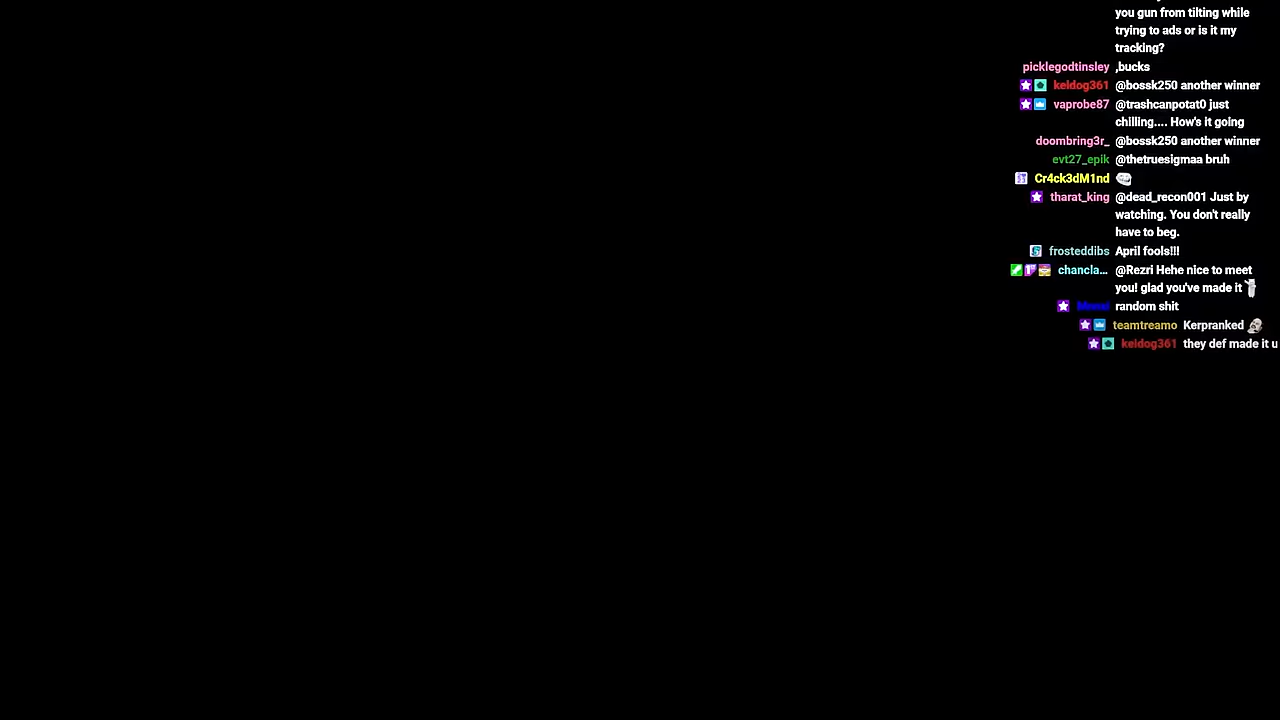 you gun from tilting while
trying to ads or is it my
tracking?
picklegodtinsley ,bucks
keldog361 @bossk250 another winner
vaprobe87 @trashcanpotat0 just
chilling.... How's it going
doombring3r_ @bossk250 another winner
evt27_epik @thetruesigmaa bruh
Cr4ck3dM1nd
tharat_king @dead_recon001 Just by
watching. You don't really
have to beg.
frosteddibs April fools!!!
chancla... @Rezri Hehe nice to meet
you! glad you've made it
random shit
teamtreamo Kerpranked
keldog361 they def made it u